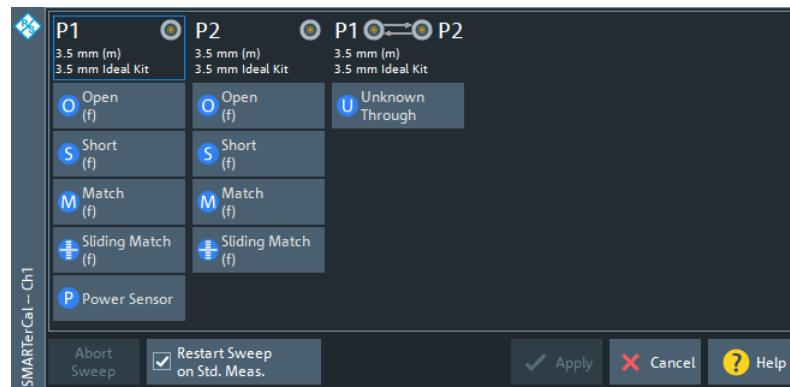 P1
3.5 mm (m)
3.5 mm Ideal Kit
P2
3.5 mm (m)
3.5 mm Ideal Kit
P1 P2
3.5 mm (m)
3.5 mm Ideal Kit
O Open
(f)
O Open
(f)
U Unknown
Through
S Short
(f)
S Short
(f)
M Match
(f)
M Match
(f)
Sliding Match
(f)
Sliding Match
(f)
P Power Sensor
SMARTerCal – Ch1
Abort
Sweep
Restart Sweep
on Std. Meas.
Apply
Cancel
? Help